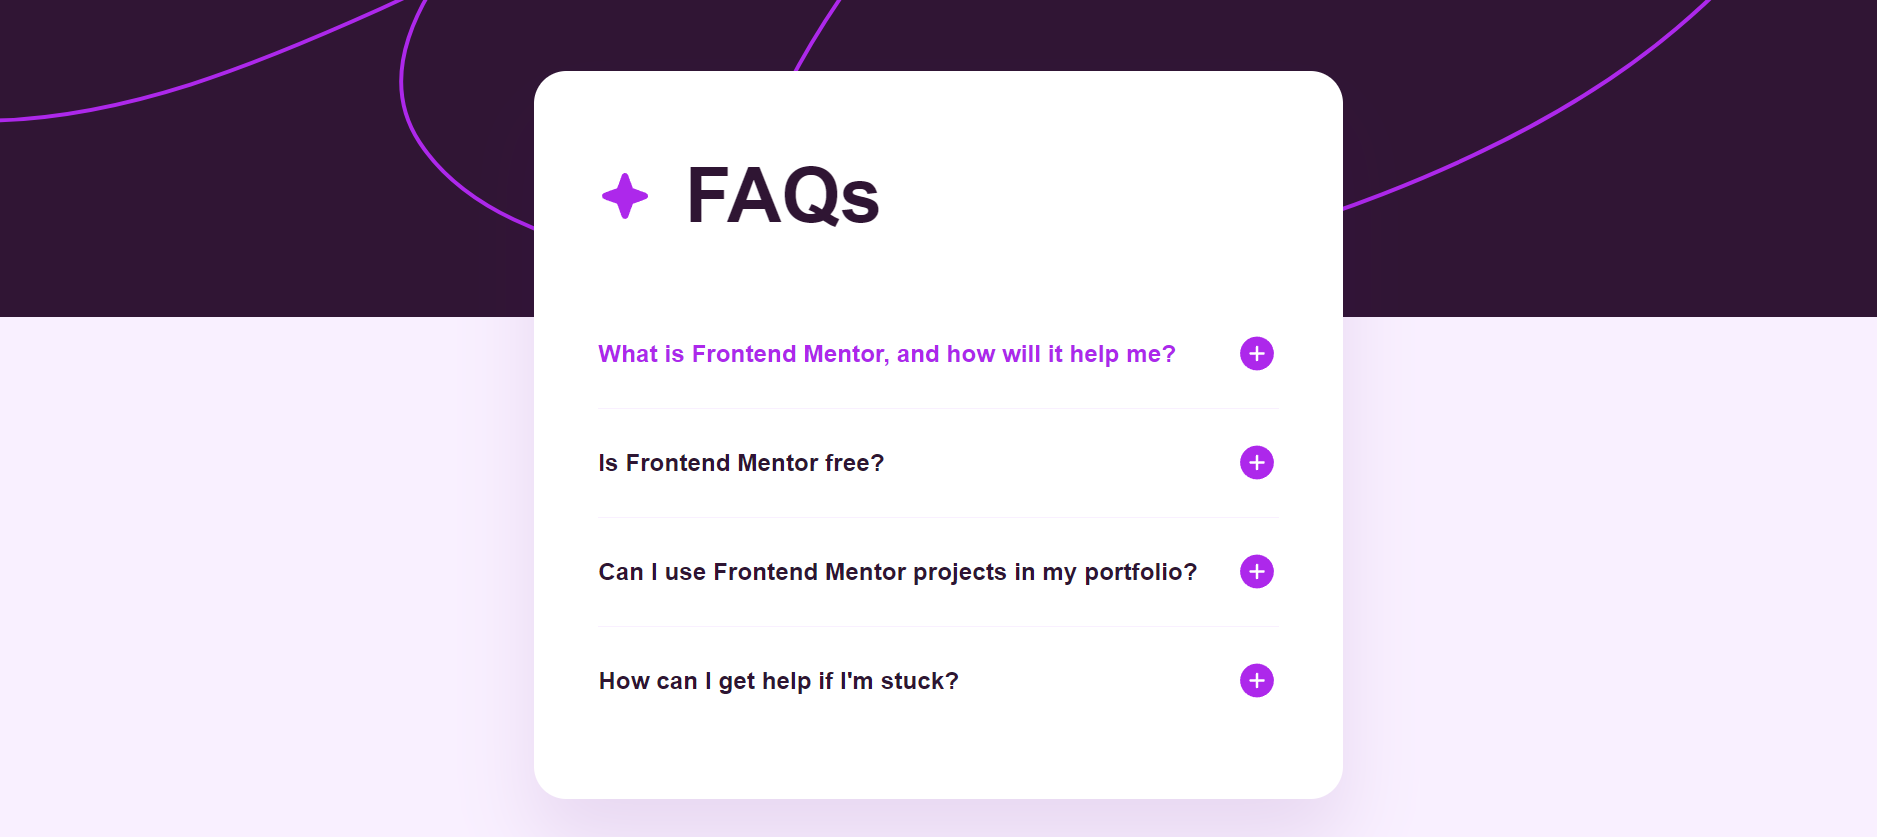 FAQs
What is Frontend Mentor, and how will it help me?
Is Frontend Mentor free?
Can I use Frontend Mentor projects in my portfolio?
How can I get help if I'm stuck?